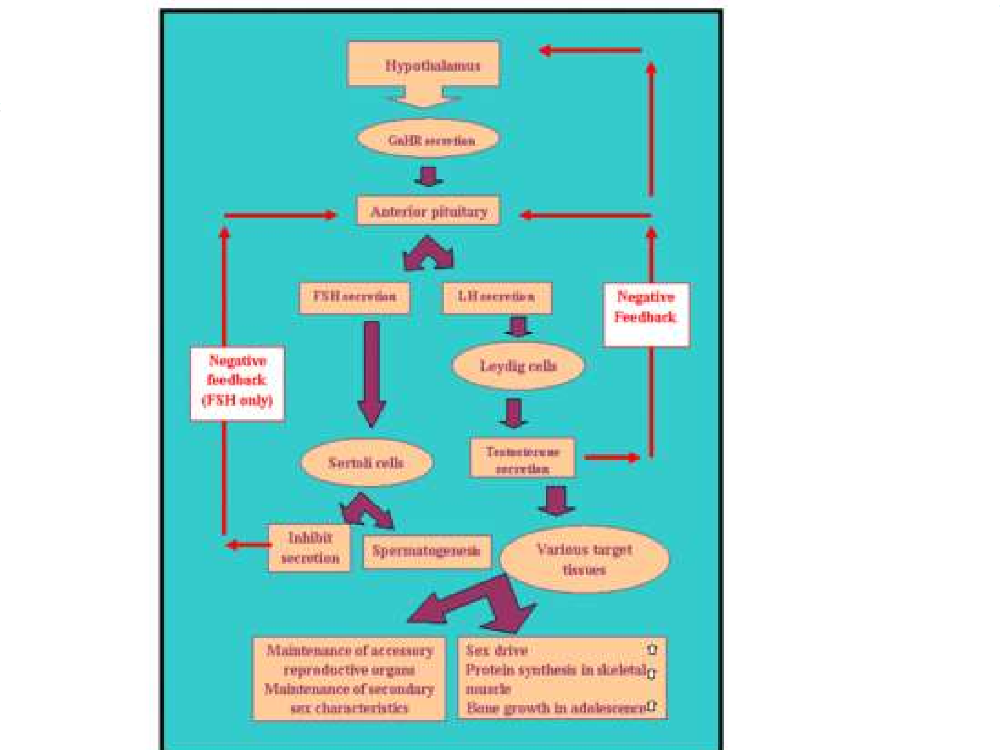 Hypothalamus
GnHR secretion
Anterior pituitary
FSH secretion
LH secretion
Negative
Feedback
Leydig cells
Negative
feedback
(FSH only)
Testosterone
secretion
Sertoli cells
Inhibit
secretion
Spermatogenesis
Various target
tissues
Maintenance of accessory
reproductive organs
Maintenance of secondary
sex characteristics
Sex drive
Protein synthesis in skeletal
muscle
Bone growth in adolescence